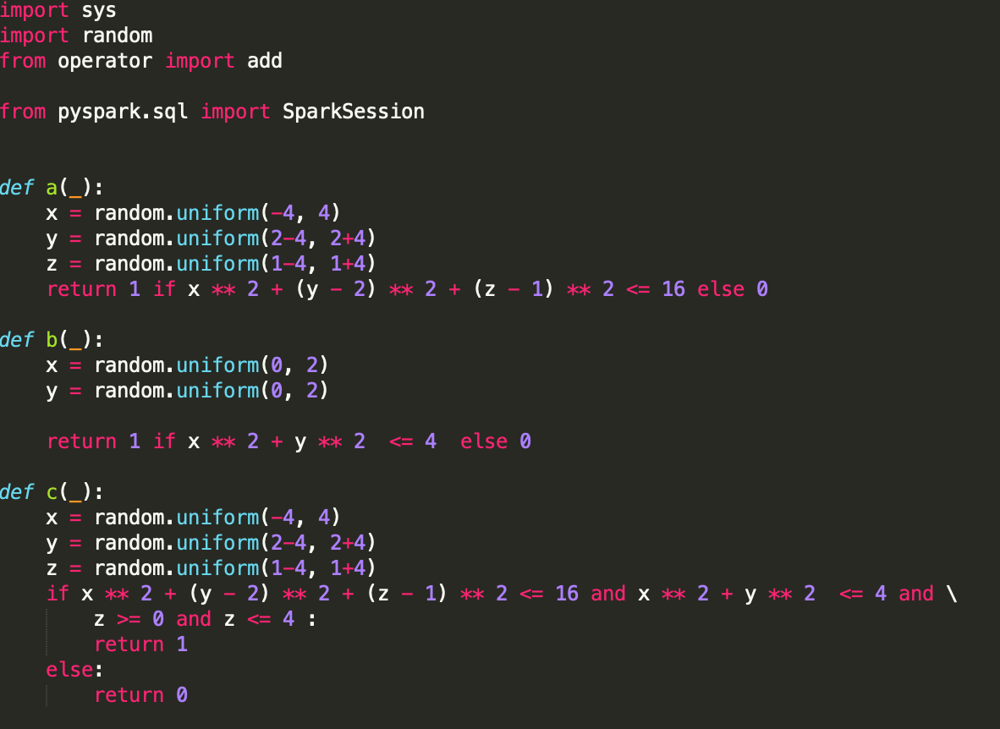 import sys
import random
from operator import add

from pyspark.sql import SparkSession


def a(_):
    x = random.uniform(-4, 4)
    y = random.uniform(2-4, 2+4)
    z = random.uniform(1-4, 1+4)
    return 1 if x ** 2 + (y - 2) ** 2 + (z - 1) ** 2 <= 16 else 0

def b(_):
    x = random.uniform(0, 2)
    y = random.uniform(0, 2)

    return 1 if x ** 2 + y ** 2  <= 4  else 0

def c(_):
    x = random.uniform(-4, 4)
    y = random.uniform(2-4, 2+4)
    z = random.uniform(1-4, 1+4)
    if x ** 2 + (y - 2) ** 2 + (z - 1) ** 2 <= 16 and x ** 2 + y ** 2  <= 4 and \
        z >= 0 and z <= 4 :
        return 1
    else:
        return 0